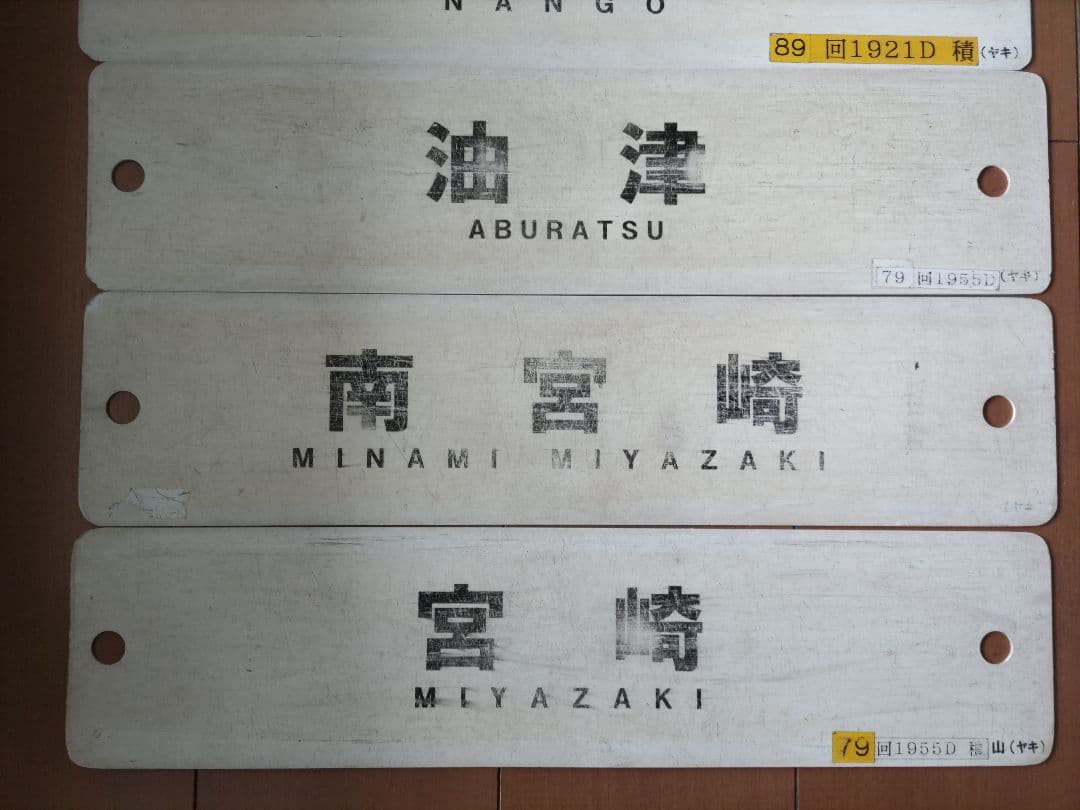 NANGO
89 回1921D 積 (ヤキ)
油津
ABURATSU
79 回1955D (ヤキ)
南宮崎
MINAMI MIYAZAKI
(ヤキ
宮崎
MIYAZAKI
79 回1955D 積 山(ヤキ)